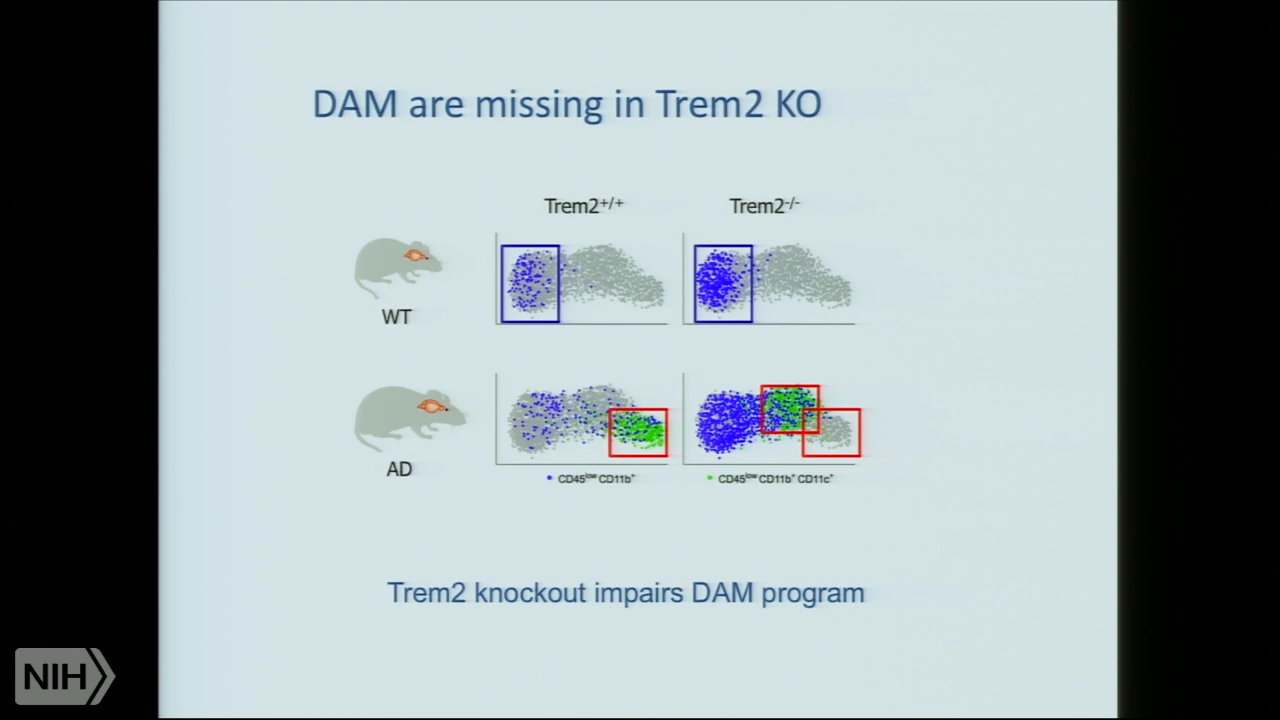 DAM are missing in Trem2 KO
Trem2+/+
Trem2-/-
WT
AD
CD45low CD11b+
CD45low CD11b+ CD11c+
Trem2 knockout impairs DAM program
NIH